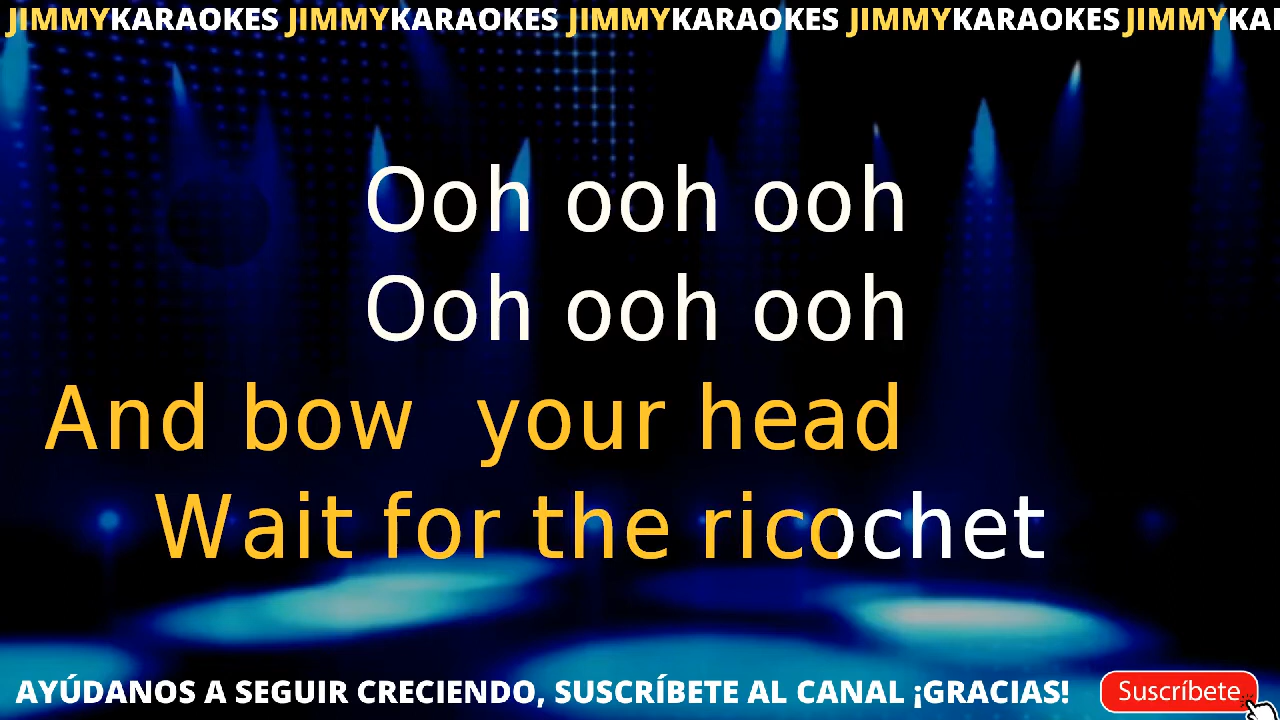 JIMMYKARAOKES JIMMYKARAOKES JIMMYKARAOKES JIMMYKARAOKES JIMMYKA
Ooh ooh ooh
Ooh ooh ooh
And bow your head
Wait for the ricochet
AYÚDANOS A SEGUIR CRECIENDO, SUSCRÍBETE AL CANAL ¡GRACIAS!
Suscríbete